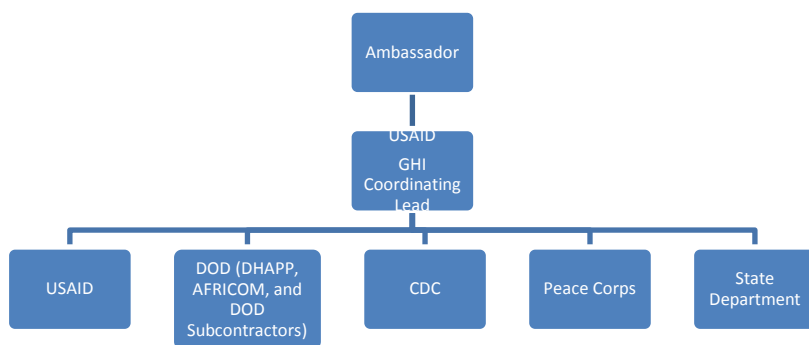 Ambassador
USAID
GHI
Coordinating
Lead
USAID
DOD (DHAPP,
AFRICOM, and
DOD
Subcontractors)
CDC
Peace Corps
State
Department